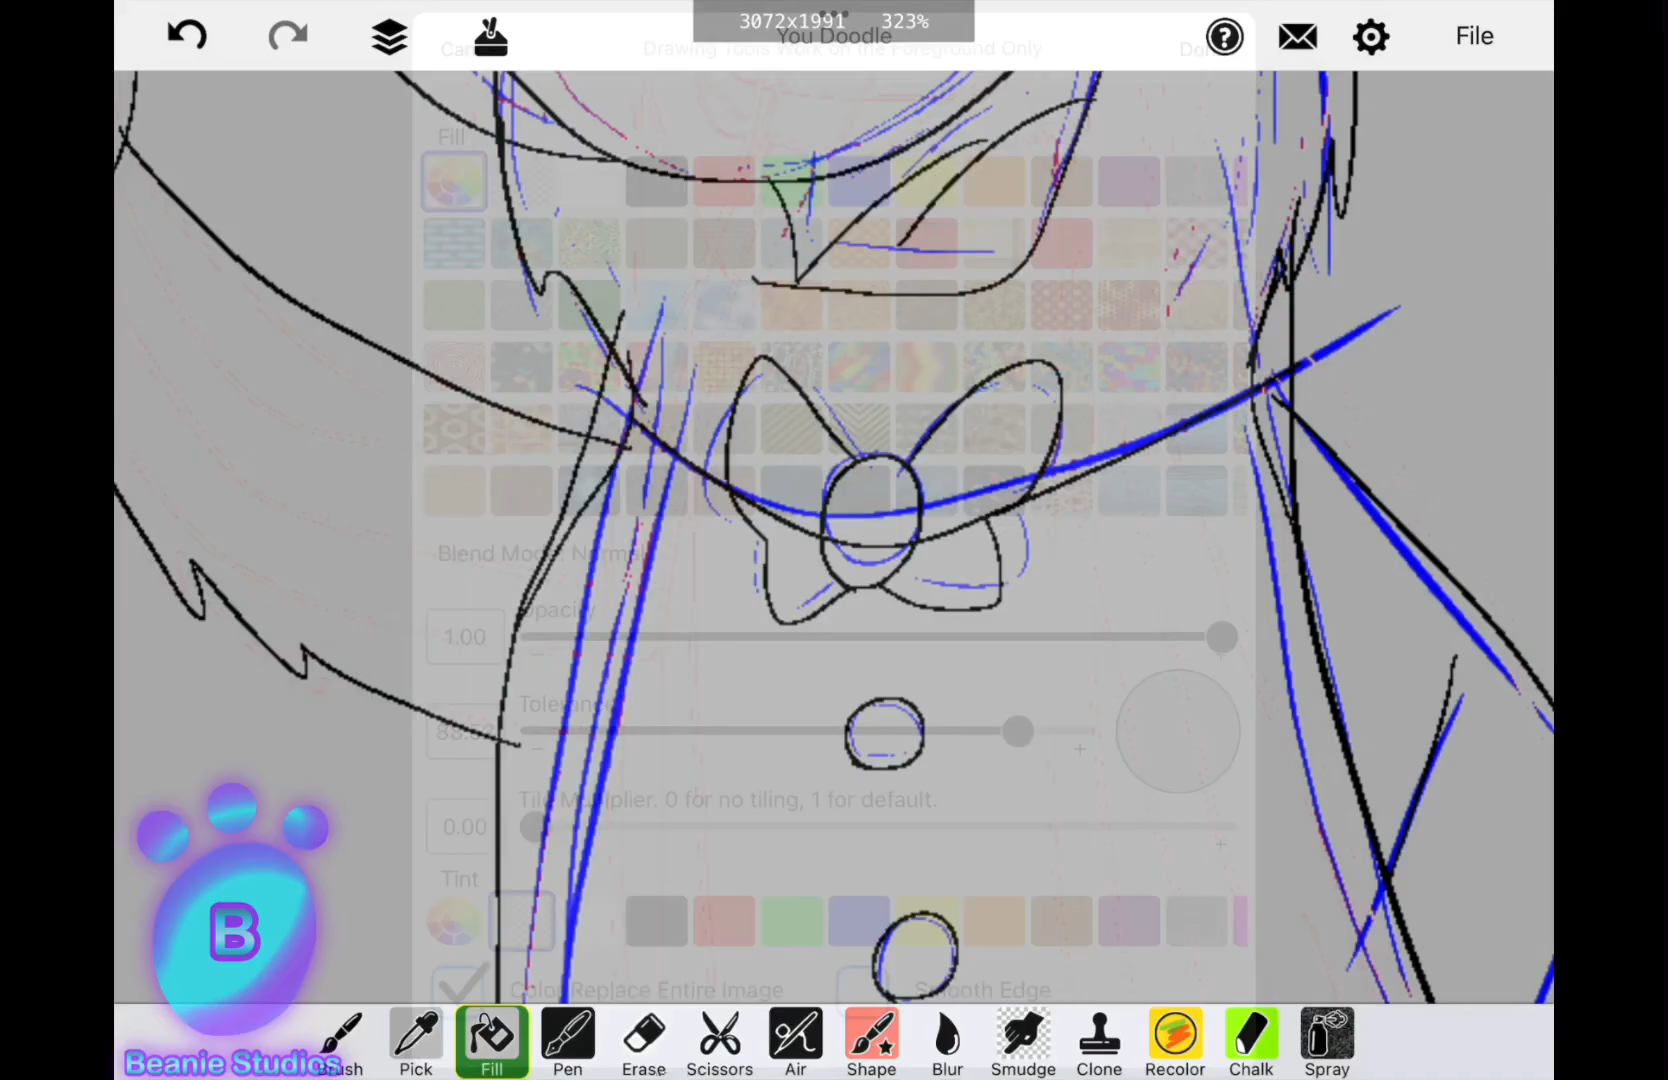 3072x1991 323%
You Doodle
File
Drawing Tools Work on the Foreground Only
Fill
Blend Mode: Normal
Opacity
1.00
Tolerance
Tile Multiplier. 0 for no tiling, 1 for default.
0.00
Tint
Color Replace Entire Image
Smooth Edge
B
Beanie Studios
Brush
Pick
Fill
Pen
Erase
Scissors
Air
Shape
Blur
Smudge
Clone
Recolor
Chalk
Spray